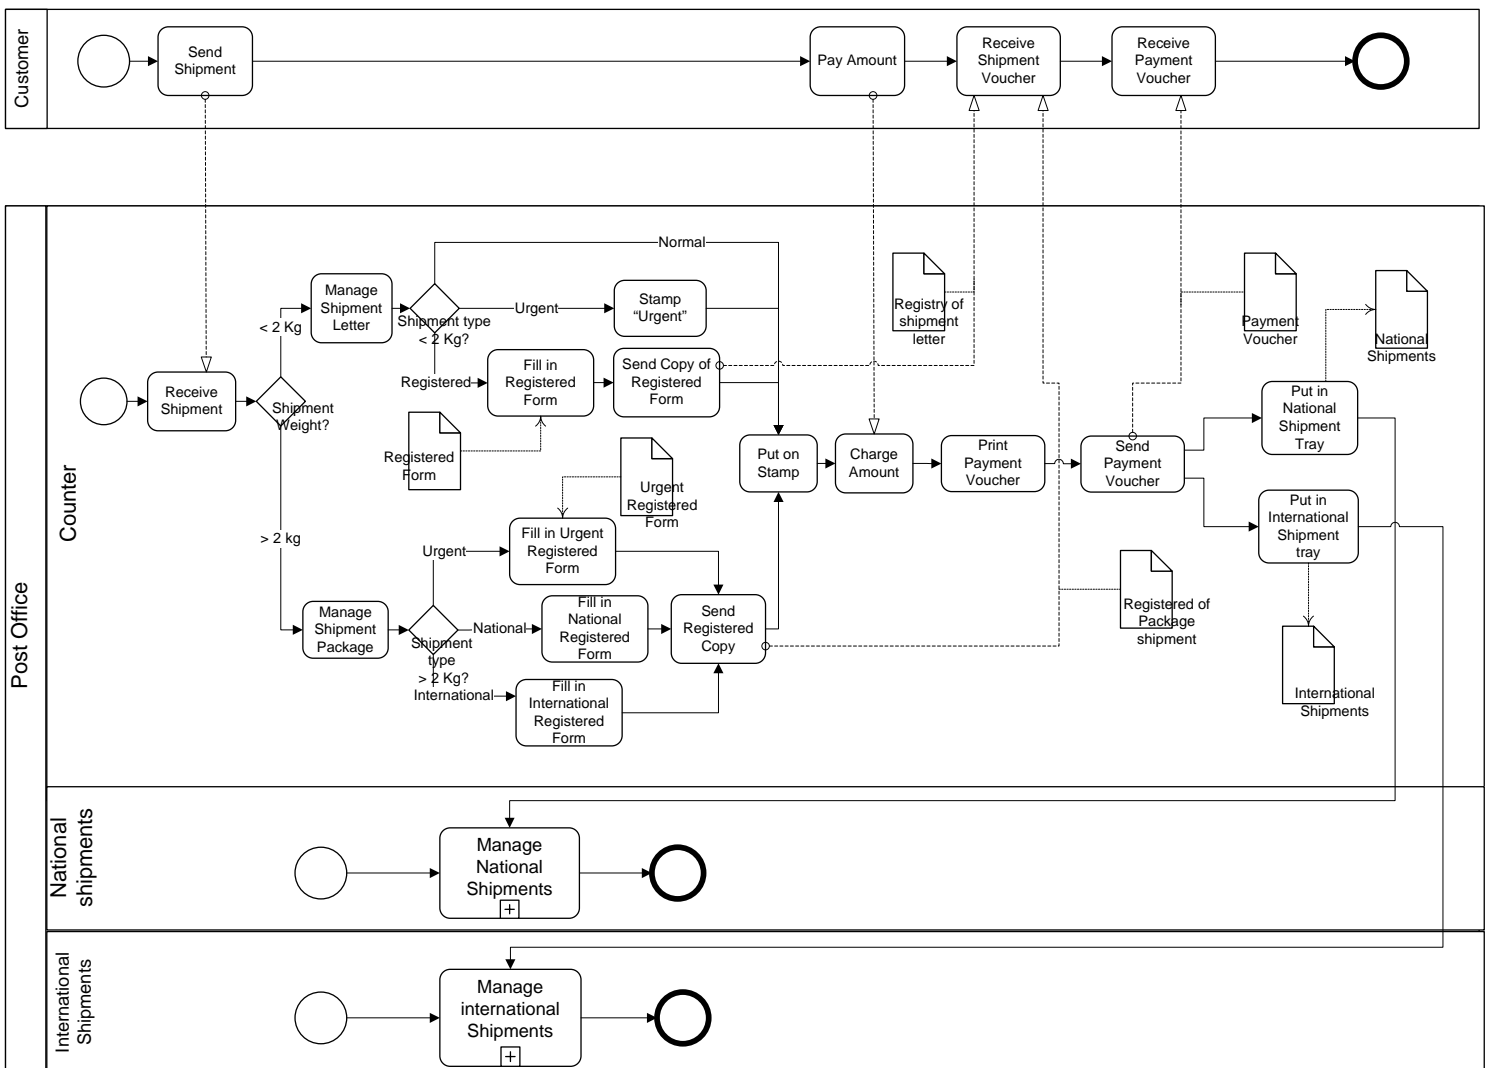 Customer
Send
Shipment
Pay Amount
Receive
Shipment
Voucher
Receive
Payment
Voucher
Post Office
Counter
Normal
Manage
Shipment
Letter
< 2 Kg
Shipment type
< 2 Kg?
Urgent
Stamp
“Urgent”
Registered
Fill in
Registered
Form
Send Copy of
Registered
Form
Registry of
shipment
letter
Payment
Voucher
National
Shipments
Receive
Shipment
Shipment
Weight?
Registered
Form
Urgent
Registered
Form
Put on
Stamp
Charge
Amount
Print
Payment
Voucher
Send
Payment
Voucher
Put in
National
Shipment
Tray
Put in
International
Shipment
tray
> 2 kg
Urgent
Fill in Urgent
Registered
Form
Manage
Shipment
Package
Shipment
type
> 2 Kg?
National
Fill in
National
Registered
Form
Send
Registered
Copy
Registered of
Package
shipment
International
Fill in
International
Registered
Form
International
Shipments
National
shipments
Manage
National
Shipments
International
Shipments
Manage
international
Shipments